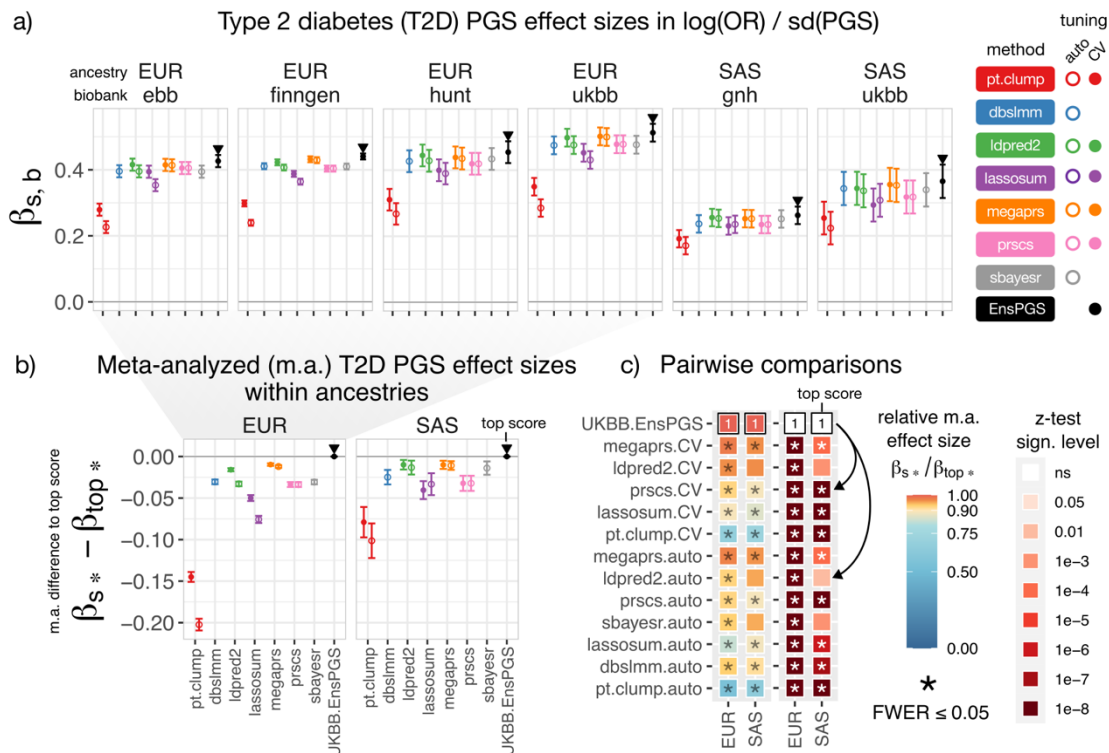 a) Type 2 diabetes (T2D) PGS effect sizes in log(OR) / sd(PGS)
ancestry EUR EUR EUR EUR SAS SAS
biobank ebb finngen hunt ukbb gnh ukbb
βs, b
0.4
0.2
0.0
tuning
method auto CV
pt.clump
dbslmm
ldpred2
lassosum
megaprs
prscs
sbayesr
EnsPGS
b) Meta-analyzed (m.a.) T2D PGS effect sizes
within ancestries
EUR SAS top score
m.a. difference to top score
βs* − βtop*
0.00
−0.05
−0.10
−0.15
−0.20
pt.clump
dbslmm
ldpred2
lassosum
megaprs
prscs
sbayesr
UKBB.EnsPGS
pt.clump
dbslmm
ldpred2
lassosum
megaprs
prscs
sbayesr
UKBB.EnsPGS
c) Pairwise comparisons
top score
UKBB.EnsPGS 1 1 1 1
megaprs.CV * * * *
ldpred2.CV * *
prscs.CV * * * *
lassosum.CV * * * *
pt.clump.CV * * * *
megaprs.auto * * * *
ldpred2.auto * *
prscs.auto * * * *
sbayesr.auto * *
lassosum.auto * * * *
dbslmm.auto * * * *
pt.clump.auto * * * *
EUR SAS EUR SAS
relative m.a.
effect size
βs* / βtop*
1.00
0.90
0.75
0.00
*
FWER ≤ 0.05
z-test
sign. level
ns
0.05
0.01
1e−3
1e−4
1e−5
1e−6
1e−7
1e−8